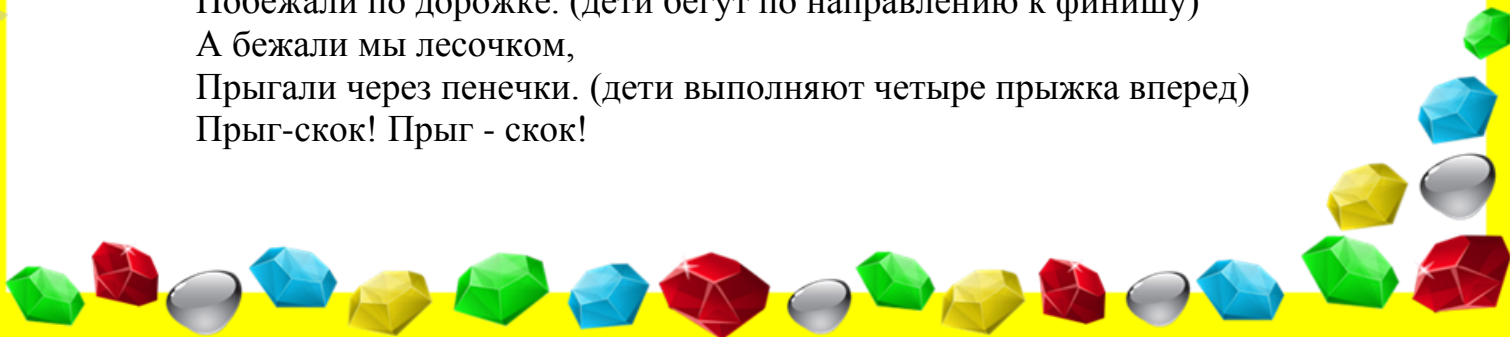 Побежали по дорожке. (дети бегут по направлению к финишу)
А бежали мы лесочком,
Прыгали через пенечки. (дети выполняют четыре прыжка вперед)
Прыг-скок! Прыг - скок!